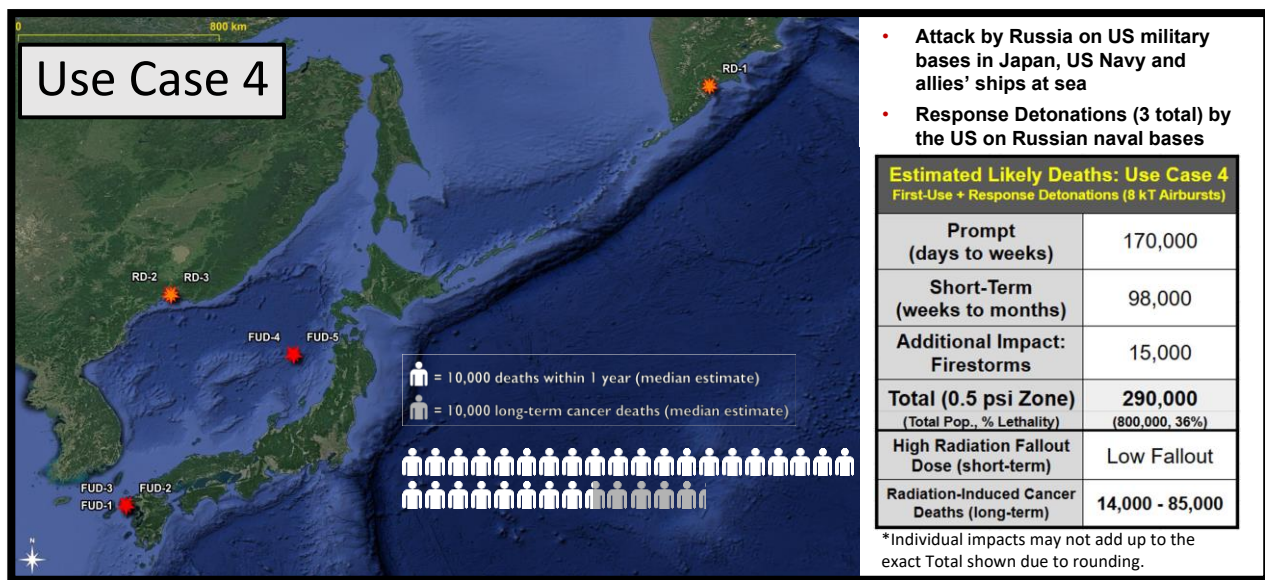 0
800 km
Use Case 4
RD-1
RD-2 RD-3
FUD-4 FUD-5
FUD-3 FUD-2
FUD-1
= 10,000 deaths within 1 year (median estimate)
= 10,000 long-term cancer deaths (median estimate)
N
• Attack by Russia on US military
bases in Japan, US Navy and
allies’ ships at sea
• Response Detonations (3 total) by
the US on Russian naval bases
Estimated Likely Deaths: Use Case 4
First-Use + Response Detonations (8 kT Airbursts)
Prompt
(days to weeks)
170,000
Short-Term
(weeks to months)
98,000
Additional Impact:
Firestorms
15,000
Total (0.5 psi Zone)
290,000
(Total Pop., % Lethality)
(800,000, 36%)
High Radiation Fallout
Dose (short-term)
Low Fallout
Radiation-Induced Cancer
Deaths (long-term)
14,000 - 85,000
*Individual impacts may not add up to the
exact Total shown due to rounding.